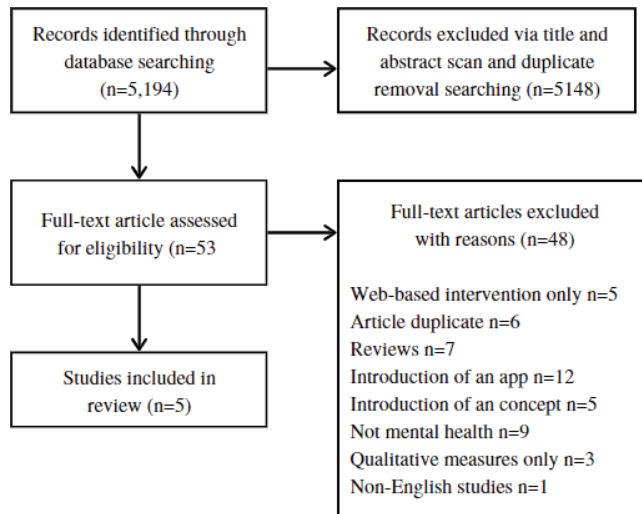 Records identified through
database searching
(n=5,194)
Records excluded via title and
abstract scan and duplicate
removal searching (n=5148)
Full-text article assessed
for eligibility (n=53
Full-text articles excluded
with reasons (n=48)
Web-based intervention only n=5
Article duplicate n=6
Reviews n=7
Introduction of an app n=12
Introduction of an concept n=5
Not mental health n=9
Qualitative measures only n=3
Non-English studies n=1
Studies included in
review (n=5)